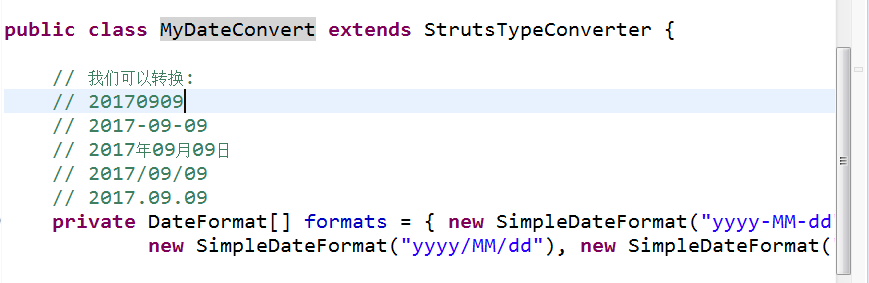 public class MyDateConvert extends StrutsTypeConverter {
// 我们可以转换:
// 20170909
// 2017-09-09
// 2017年09月09日
// 2017/09/09
// 2017.09.09
private DateFormat[] formats = { new SimpleDateFormat("yyyy-MM-dd
new SimpleDateFormat("yyyy/MM/dd"), new SimpleDateFormat(